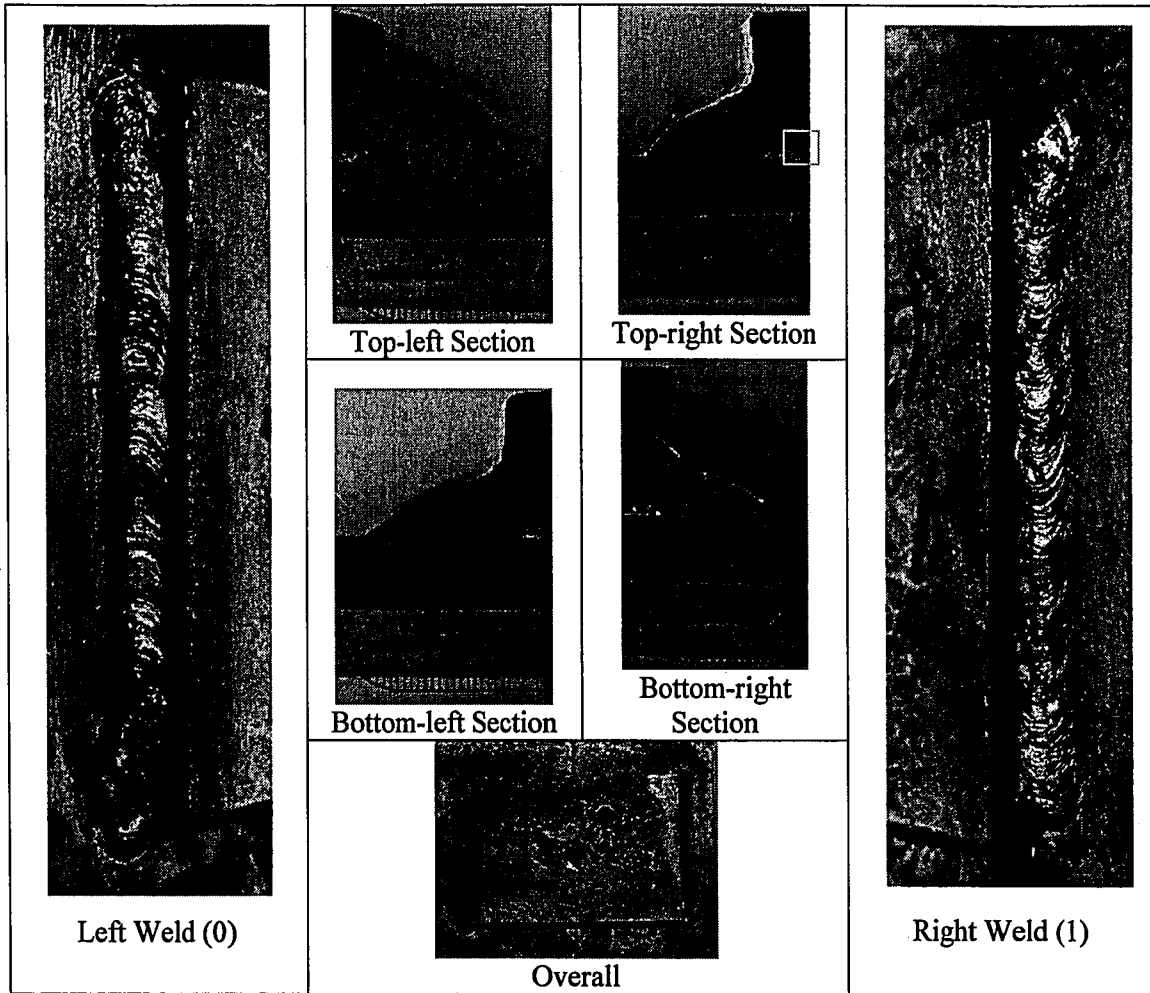 Top-left Section
Top-right Section
Bottom-left Section
Bottom-right
Section
Left Weld (0)
Overall
Right Weld (1)